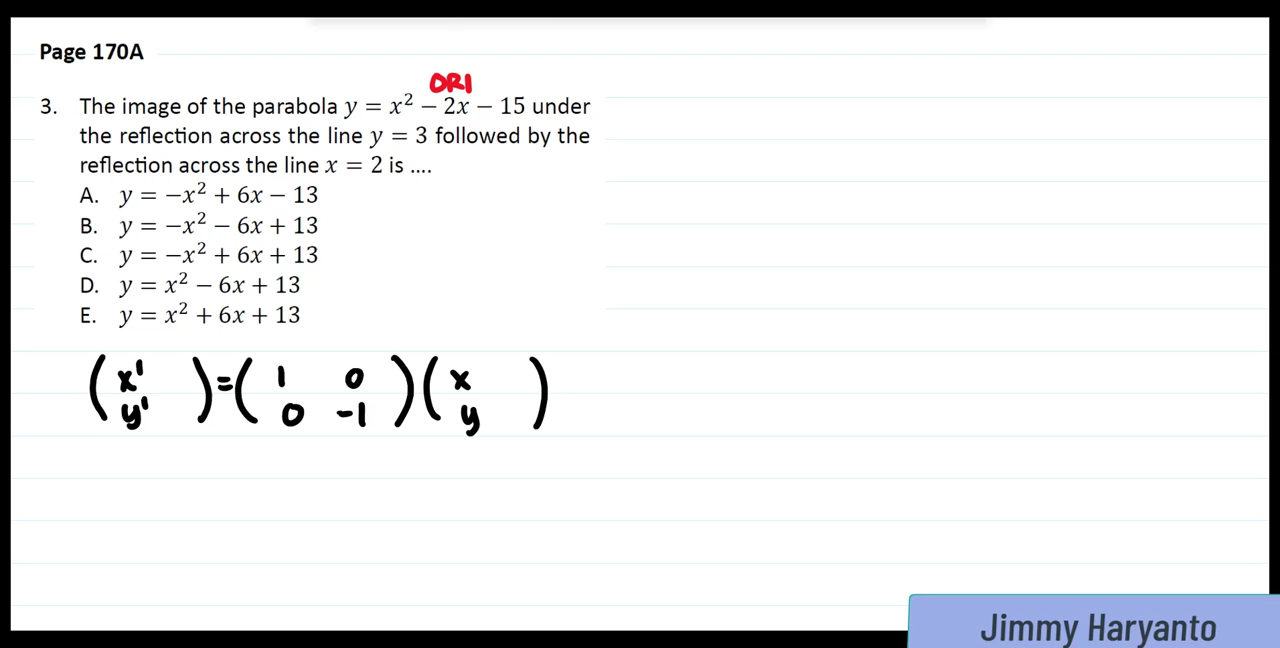 Page 170A
ORI
3. The image of the parabola y = x² − 2x − 15 under
the reflection across the line y = 3 followed by the
reflection across the line x = 2 is ....
A. y = −x² + 6x − 13
B. y = −x² − 6x + 13
C. y = −x² + 6x + 13
D. y = x² − 6x + 13
E. y = x² + 6x + 13
( x' ) = ( 1 0 ) ( x )
( y' ) ( 0 -1 ) ( y )
Jimmy Haryanto